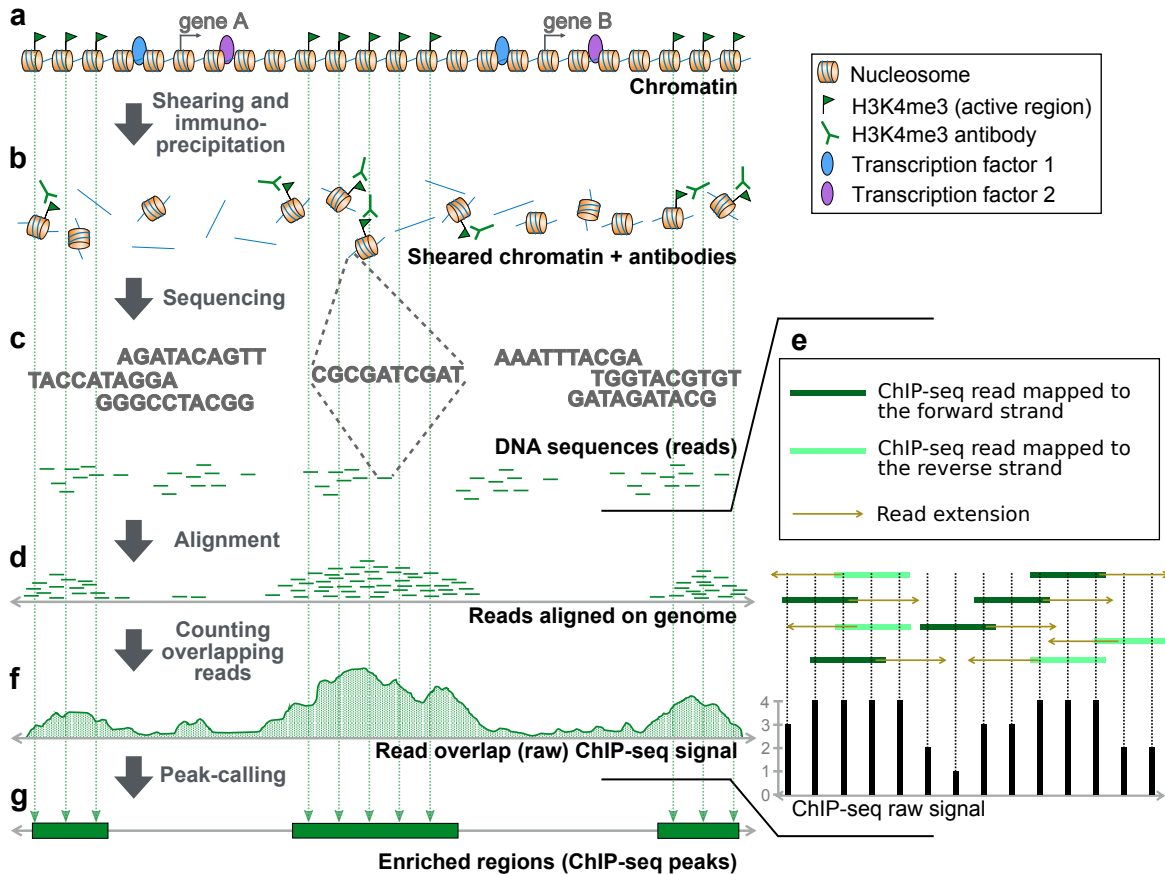 a
gene A
gene B
Chromatin
Shearing and
immuno-
precipitation
Nucleosome
H3K4me3 (active region)
H3K4me3 antibody
Transcription factor 1
Transcription factor 2
b
Sheared chromatin + antibodies
Sequencing
c
AGATACAGTT
TACCATAGGA
GGGCCTACGG
CGCGATCGAT
AAATTTACGA
TGGTACGTGT
GATAGATACG
DNA sequences (reads)
e
ChIP-seq read mapped to
the forward strand
ChIP-seq read mapped to
the reverse strand
Read extension
Alignment
d
Reads aligned on genome
Counting
overlapping
reads
f
Read overlap (raw) ChIP-seq signal
4
3
2
1
0
ChIP-seq raw signal
Peak-calling
g
Enriched regions (ChIP-seq peaks)